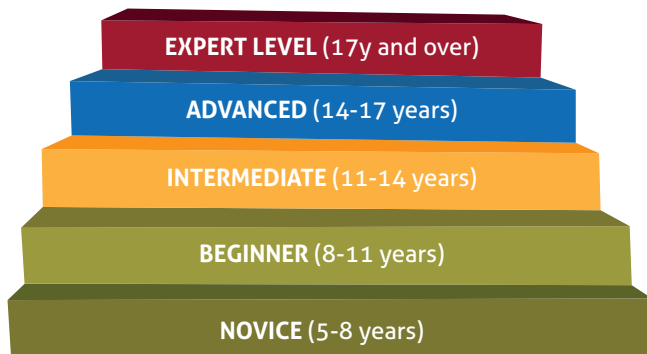 EXPERT LEVEL (17y and over)
ADVANCED (14-17 years)
INTERMEDIATE (11-14 years)
BEGINNER (8-11 years)
NOVICE (5-8 years)